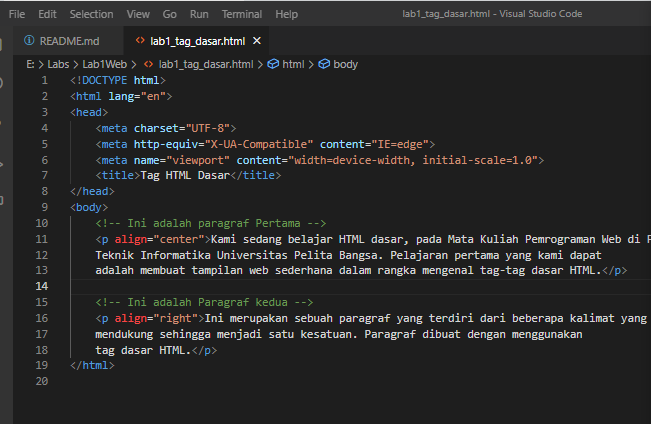 File Edit Selection View Go Run Terminal Help lab1_tag_dasar.html - Visual Studio Code
README.md lab1_tag_dasar.html
E: > Labs > Lab1Web > lab1_tag_dasar.html > html > body
1 <!DOCTYPE html>
2 <html lang="en">
3 <head>
4 <meta charset="UTF-8">
5 <meta http-equiv="X-UA-Compatible" content="IE=edge">
6 <meta name="viewport" content="width=device-width, initial-scale=1.0">
7 <title>Tag HTML Dasar</title>
8 </head>
9 <body>
10 <!-- Ini adalah paragraf Pertama -->
11 <p align="center">Kami sedang belajar HTML dasar, pada Mata Kuliah Pemrograman Web di P
12 Teknik Informatika Universitas Pelita Bangsa. Pelajaran pertama yang kami dapat
13 adalah membuat tampilan web sederhana dalam rangka mengenal tag-tag dasar HTML.</p>
14
15 <!-- Ini adalah Paragraf kedua -->
16 <p align="right">Ini merupakan sebuah paragraf yang terdiri dari beberapa kalimat yang
17 mendukung sehingga menjadi satu kesatuan. Paragraf dibuat dengan menggunakan
18 tag dasar HTML.</p>
19 </html>
20